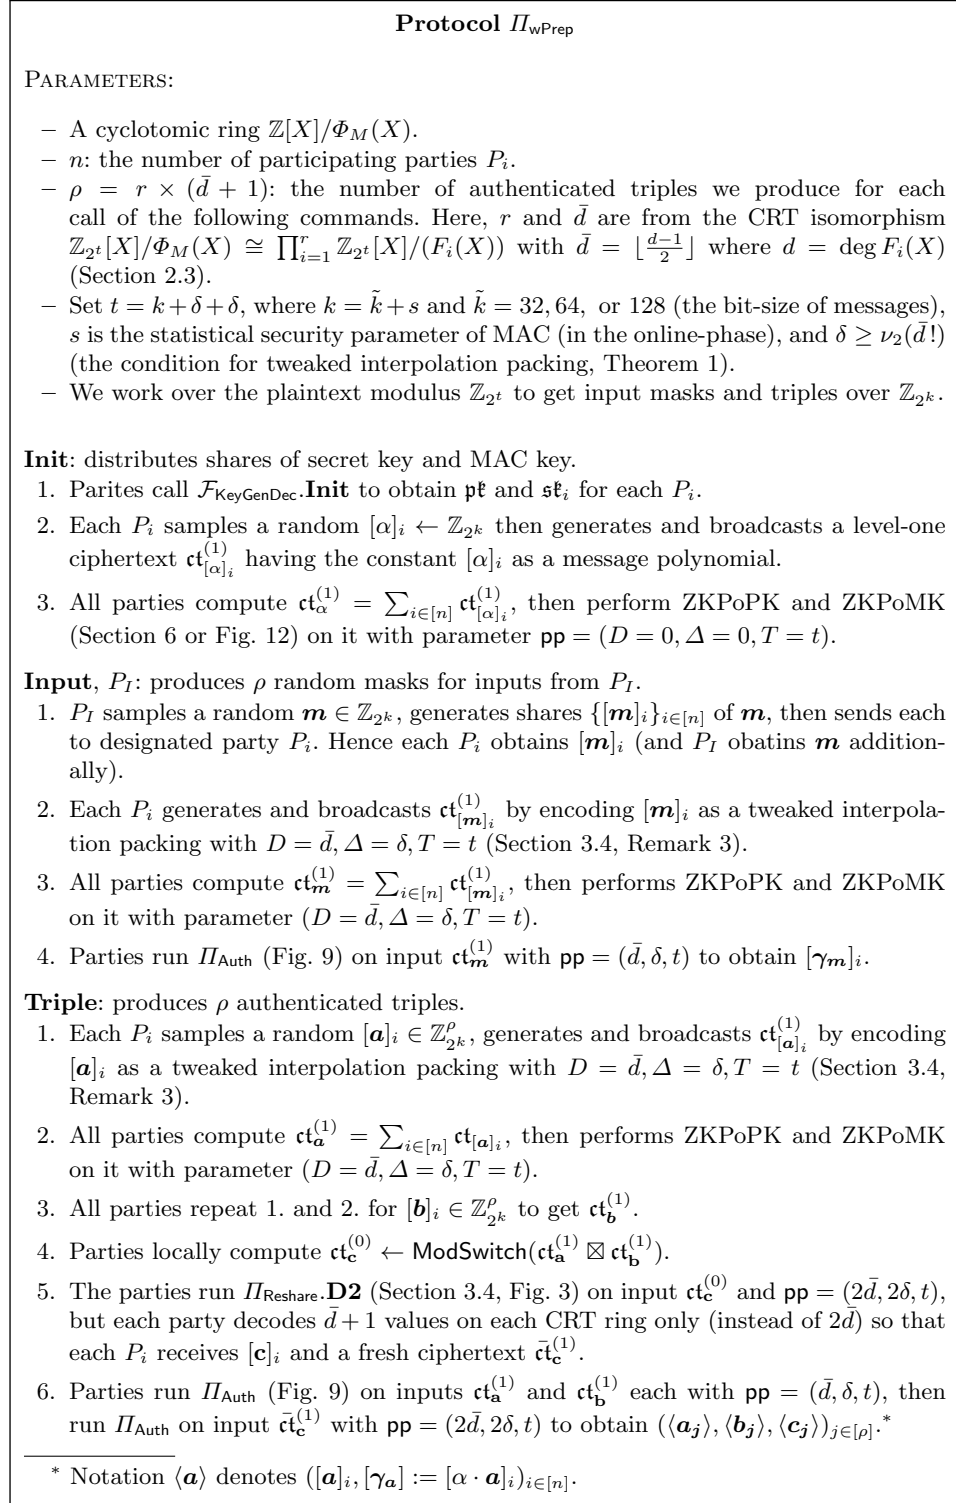 Protocol Π_wPrep
PARAMETERS:
– A cyclotomic ring ℤ[X]/Φ_M(X).
– n: the number of participating parties P_i.
– ρ = r × (d̄ + 1): the number of authenticated triples we produce for each
call of the following commands. Here, r and d̄ are from the CRT isomorphism
ℤ_{2^t}[X]/Φ_M(X) ≅ ∏_{i=1}^{r} ℤ_{2^t}[X]/(F_i(X)) with d̄ = ⌊(d−1)/2⌋ where d = deg F_i(X)
(Section 2.3).
– Set t = k + δ + δ, where k = k̃ + s and k̃ = 32, 64, or 128 (the bit-size of messages),
s is the statistical security parameter of MAC (in the online-phase), and δ ≥ ν_2(d̄!)
(the condition for tweaked interpolation packing, Theorem 1).
– We work over the plaintext modulus ℤ_{2^t} to get input masks and triples over ℤ_{2^k}.
Init: distributes shares of secret key and MAC key.
1. Parites call F_KeyGenDec.Init to obtain 𝔭𝔨 and 𝔰𝔨_i for each P_i.
2. Each P_i samples a random [α]_i ← ℤ_{2^k} then generates and broadcasts a level-one
ciphertext 𝔠𝔱^{(1)}_{[α]_i} having the constant [α]_i as a message polynomial.
3. All parties compute 𝔠𝔱^{(1)}_α = ∑_{i∈[n]} 𝔠𝔱^{(1)}_{[α]_i}, then perform ZKPoPK and ZKPoMK
(Section 6 or Fig. 12) on it with parameter pp = (D = 0, Δ = 0, T = t).
Input, P_I: produces ρ random masks for inputs from P_I.
1. P_I samples a random m ∈ ℤ_{2^k}, generates shares {[m]_i}_{i∈[n]} of m, then sends each
to designated party P_i. Hence each P_i obtains [m]_i (and P_I obatins m addition-
ally).
2. Each P_i generates and broadcasts 𝔠𝔱^{(1)}_{[m]_i} by encoding [m]_i as a tweaked interpola-
tion packing with D = d̄, Δ = δ, T = t (Section 3.4, Remark 3).
3. All parties compute 𝔠𝔱^{(1)}_m = ∑_{i∈[n]} 𝔠𝔱^{(1)}_{[m]_i}, then performs ZKPoPK and ZKPoMK
on it with parameter (D = d̄, Δ = δ, T = t).
4. Parties run Π_Auth (Fig. 9) on input 𝔠𝔱^{(1)}_m with pp = (d̄, δ, t) to obtain [γ_m]_i.
Triple: produces ρ authenticated triples.
1. Each P_i samples a random [a]_i ∈ ℤ^ρ_{2^k}, generates and broadcasts 𝔠𝔱^{(1)}_{[a]_i} by encoding
[a]_i as a tweaked interpolation packing with D = d̄, Δ = δ, T = t (Section 3.4,
Remark 3).
2. All parties compute 𝔠𝔱^{(1)}_a = ∑_{i∈[n]} 𝔠𝔱_{[a]_i}, then performs ZKPoPK and ZKPoMK
on it with parameter (D = d̄, Δ = δ, T = t).
3. All parties repeat 1. and 2. for [b]_i ∈ ℤ^ρ_{2^k} to get 𝔠𝔱^{(1)}_b.
4. Parties locally compute 𝔠𝔱^{(0)}_c ← ModSwitch(𝔠𝔱^{(1)}_a ⊠ 𝔠𝔱^{(1)}_b).
5. The parties run Π_Reshare.D2 (Section 3.4, Fig. 3) on input 𝔠𝔱^{(0)}_c and pp = (2d̄, 2δ, t),
but each party decodes d̄+1 values on each CRT ring only (instead of 2d̄) so that
each P_i receives [c]_i and a fresh ciphertext 𝔠̄𝔱^{(1)}_c.
6. Parties run Π_Auth (Fig. 9) on inputs 𝔠𝔱^{(1)}_a and 𝔠𝔱^{(1)}_b each with pp = (d̄, δ, t), then
run Π_Auth on input 𝔠̄𝔱^{(1)}_c with pp = (2d̄, 2δ, t) to obtain (⟨a_j⟩, ⟨b_j⟩, ⟨c_j⟩)_{j∈[ρ]}.*
* Notation ⟨a⟩ denotes ([a]_i, [γ_a] := [α · a]_i)_{i∈[n]}.